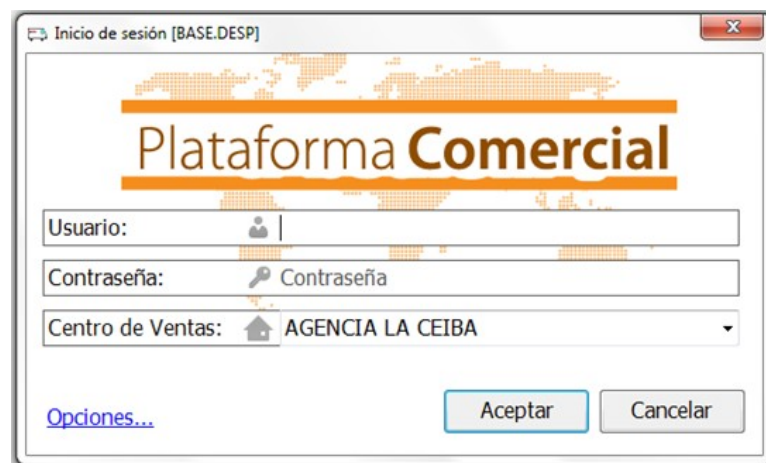 Inicio de sesión [BASE.DESP]
Plataforma Comercial
Usuario:
Contraseña: Contraseña
Centro de Ventas: AGENCIA LA CEIBA
Opciones... Aceptar Cancelar